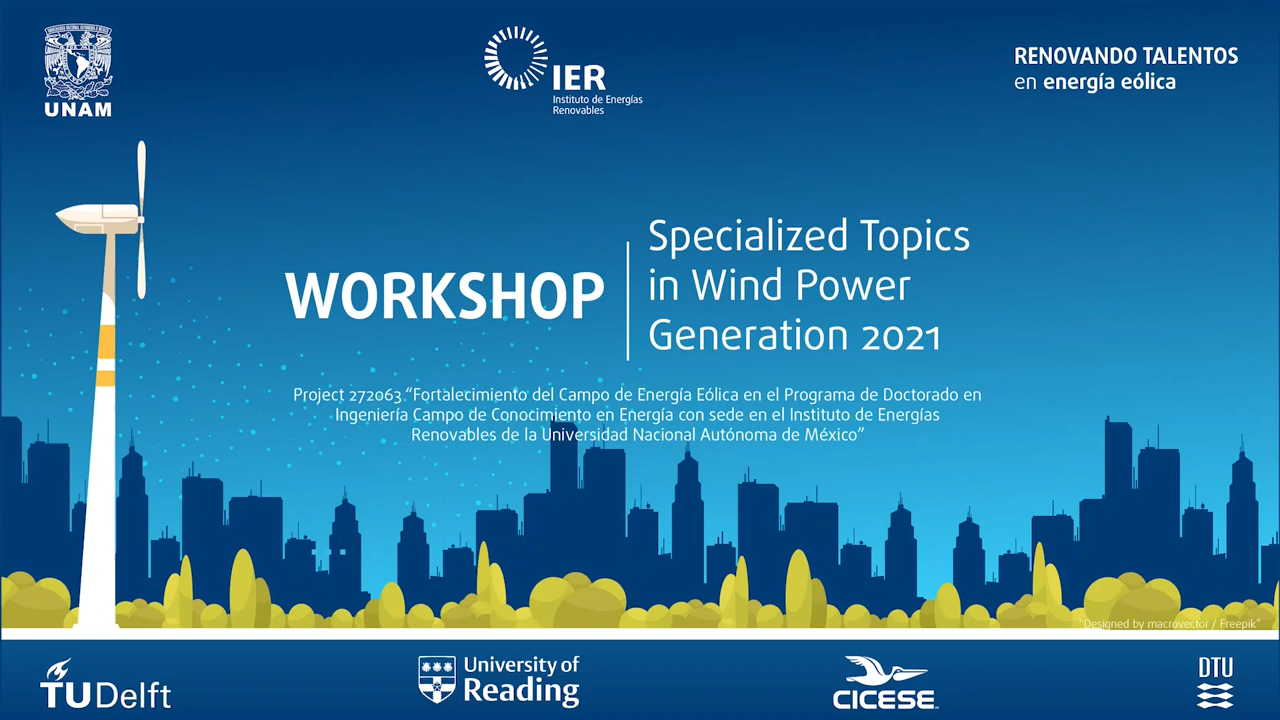 UNAM
IER
Instituto de Energías
Renovables
RENOVANDO TALENTOS
en energía eólica
WORKSHOP
Specialized Topics
in Wind Power
Generation 2021
Project 272063 “Fortalecimiento del Campo de Energía Eólica en el Programa de Doctorado en
Ingeniería Campo de Conocimiento en Energía con sede en el Instituto de Energías
Renovables de la Universidad Nacional Autónoma de México”
“Designed by macrovector / Freepik”
TUDelft
University of
Reading
CICESE
DTU